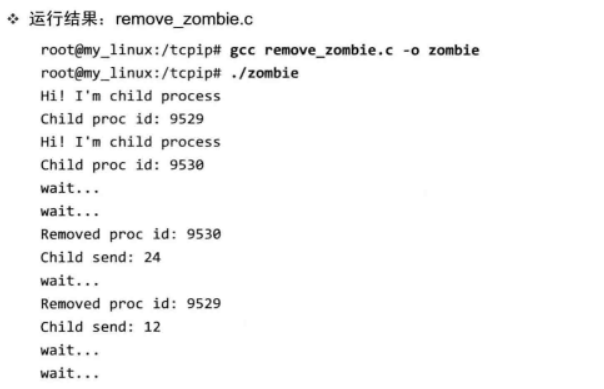 ❖ 运行结果：remove_zombie.c
root@my_linux:/tcpip# gcc remove_zombie.c -o zombie
root@my_linux:/tcpip# ./zombie
Hi! I'm child process
Child proc id: 9529
Hi! I'm child process
Child proc id: 9530
wait...
wait...
Removed proc id: 9530
Child send: 24
wait...
Removed proc id: 9529
Child send: 12
wait...
wait...